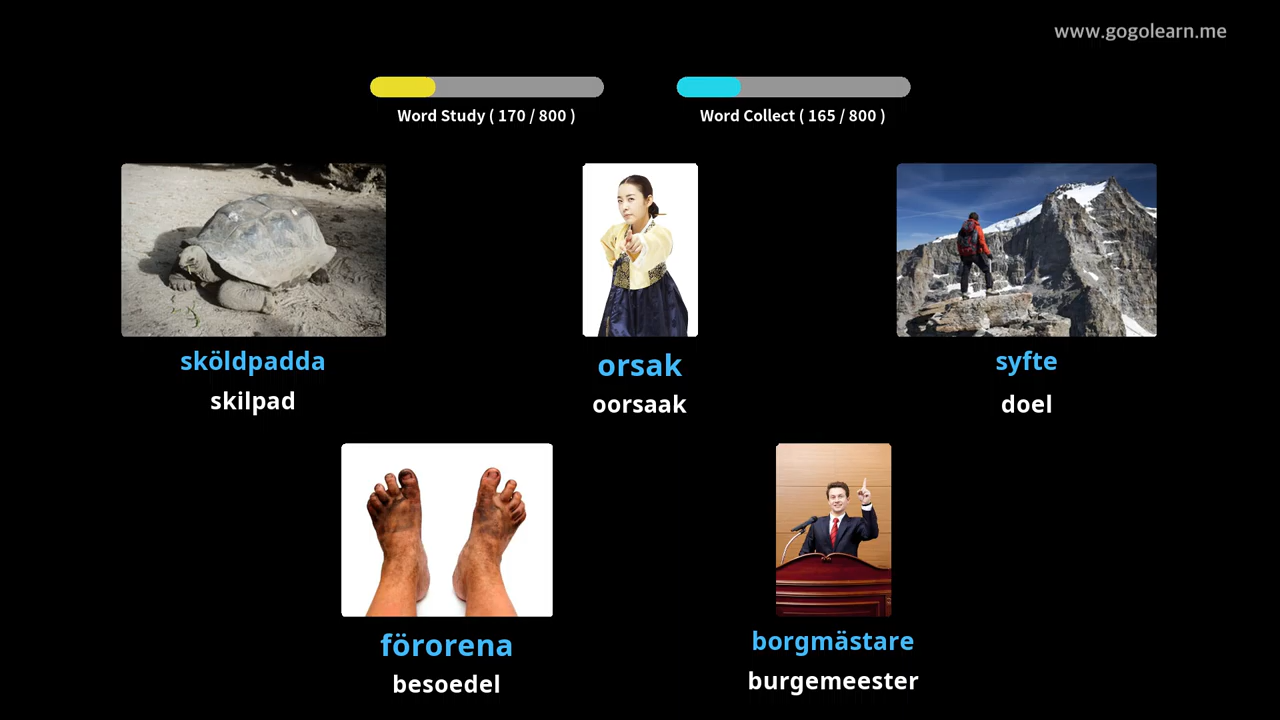 www.gogolearn.me
Word Study ( 170 / 800 )
Word Collect ( 165 / 800 )
sköldpadda
skilpad
orsak
oorsaak
syfte
doel
förorena
besoedel
borgmästare
burgemeester